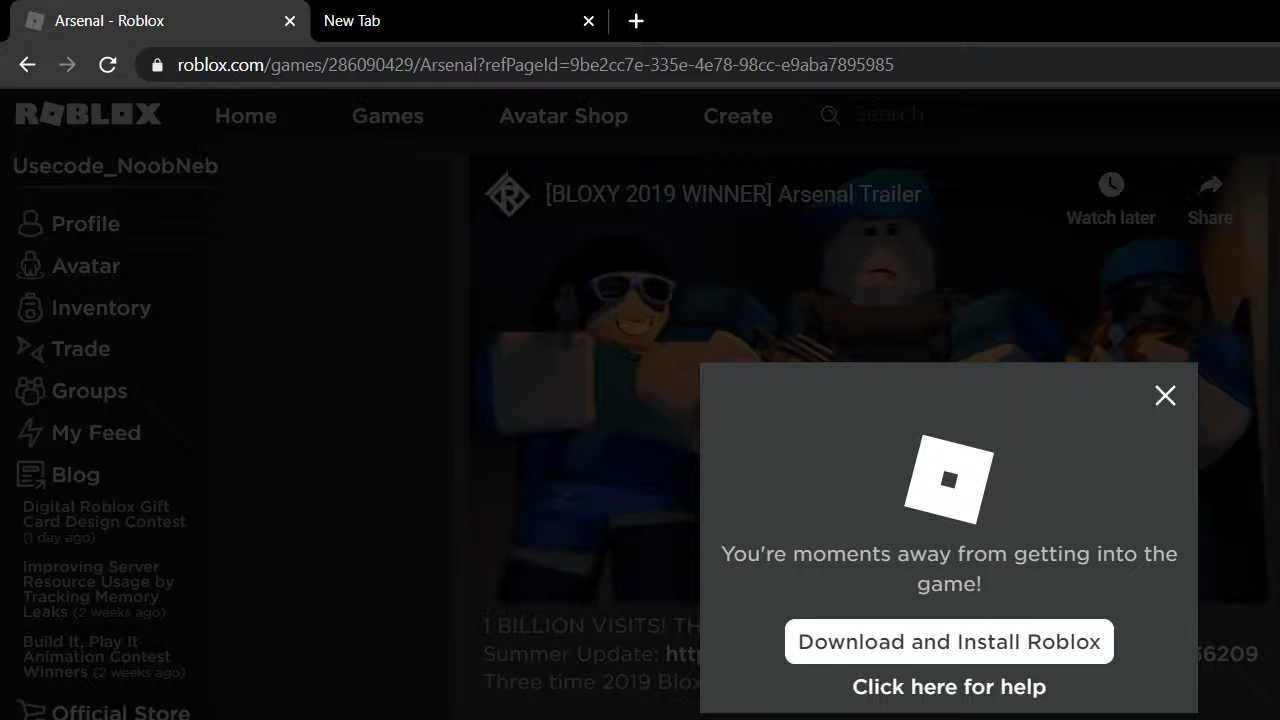 Arsenal - Roblox
New Tab
roblox.com/games/286090429/Arsenal?refPageId=9be2cc7e-335e-4e78-98cc-e9aba7895985
ROBLOX
Home
Games
Avatar Shop
Create
Search
Usecode_NoobNeb
Profile
Avatar
Inventory
Trade
Groups
My Feed
Blog
Digital Roblox Gift
Card Design Contest
(1 day ago)
Improving Server
Resource Usage by
Tracking Memory
Leaks (2 weeks ago)
Build It, Play It
Animation Contest
Winners (2 weeks ago)
Official Store
[BLOXY 2019 WINNER] Arsenal Trailer
Watch later
Share
You're moments away from getting into the
game!
Download and Install Roblox
Click here for help
1 BILLION VISITS!
Summer Update: 36209
Three time 2019